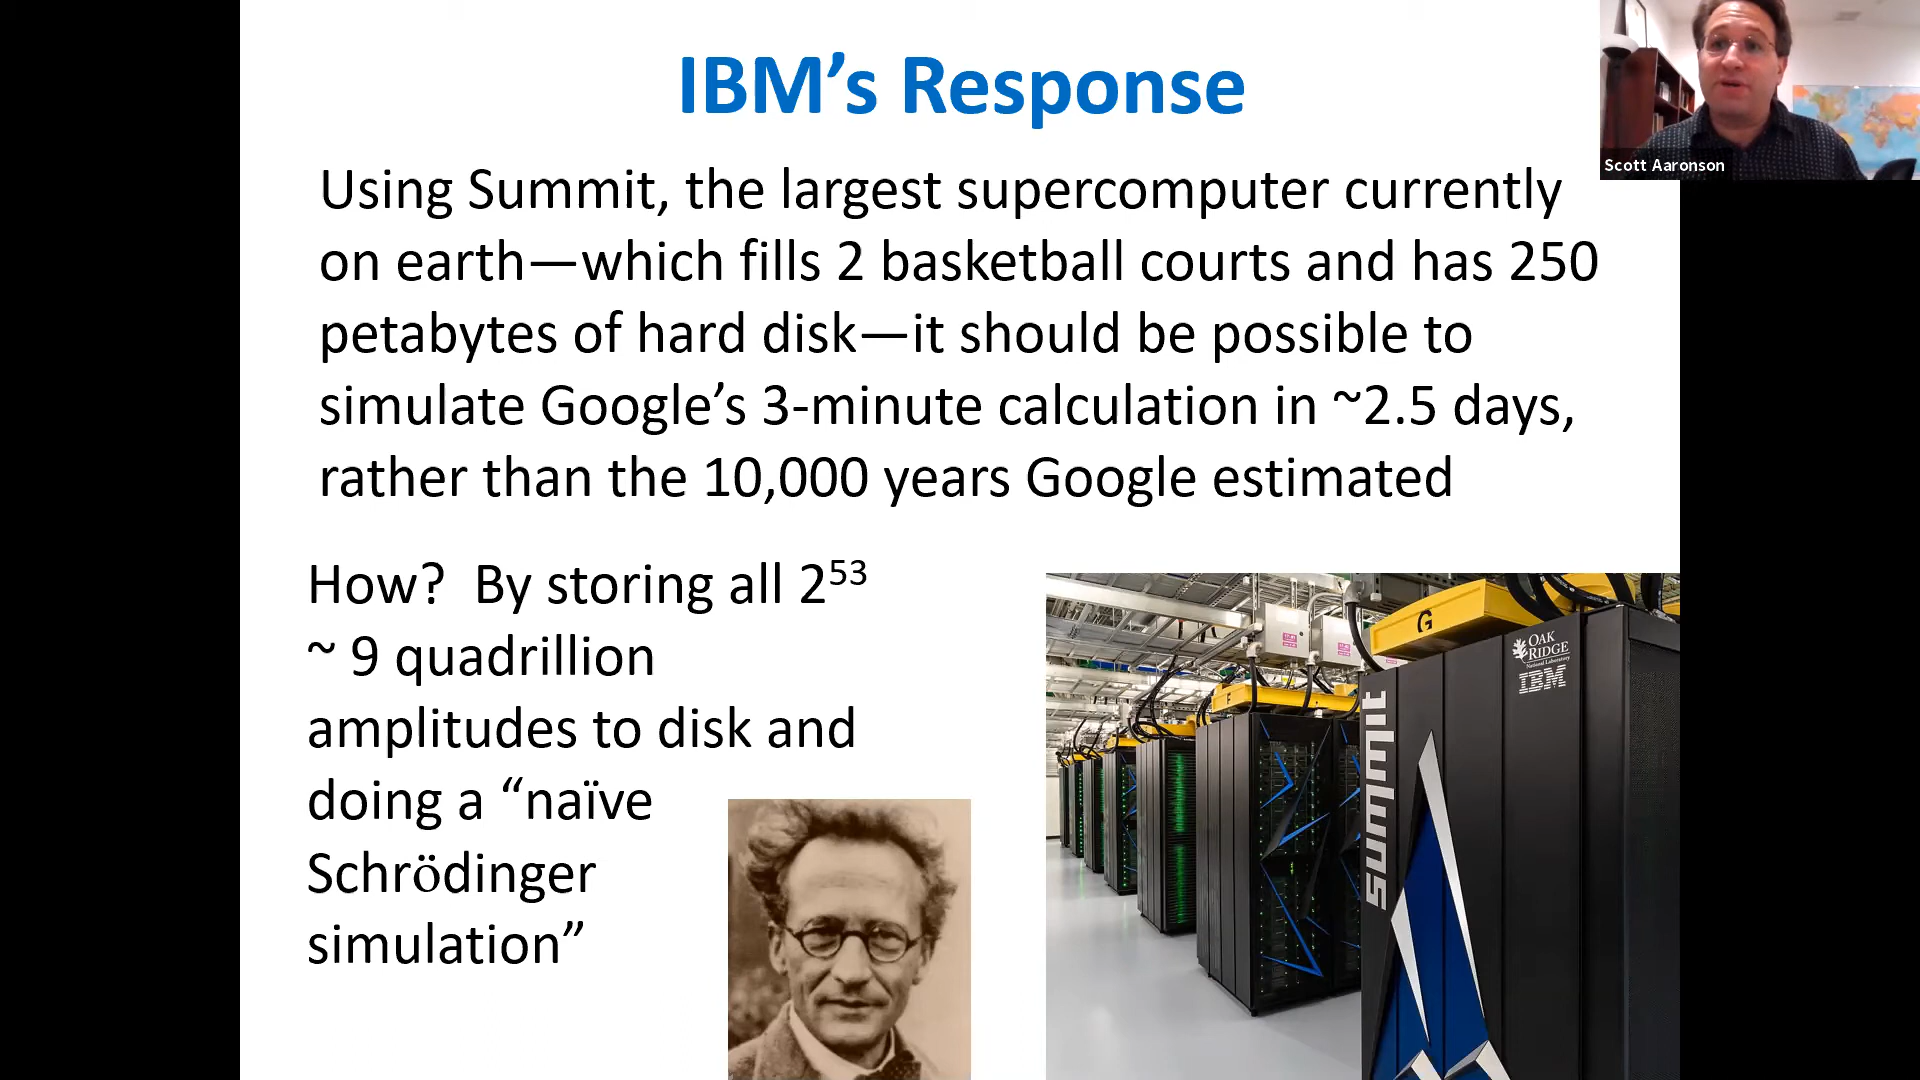 IBM’s Response
Scott Aaronson
Using Summit, the largest supercomputer currently
on earth—which fills 2 basketball courts and has 250
petabytes of hard disk—it should be possible to
simulate Google’s 3-minute calculation in ~2.5 days,
rather than the 10,000 years Google estimated
How?  By storing all 2⁵³
~ 9 quadrillion
amplitudes to disk and
doing a “naïve
Schrödinger
simulation”
G
F
OAK
RIDGE
National Laboratory
IBM
summit